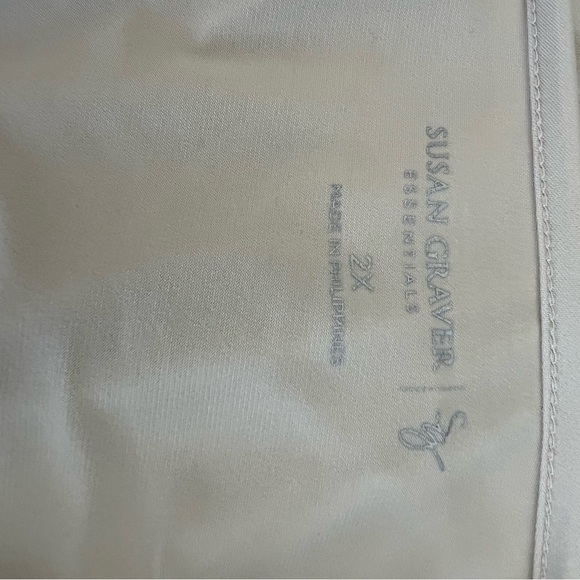 SUSAN GRAVER
ESSENTIALS
2X
MADE IN PHILIPPINES